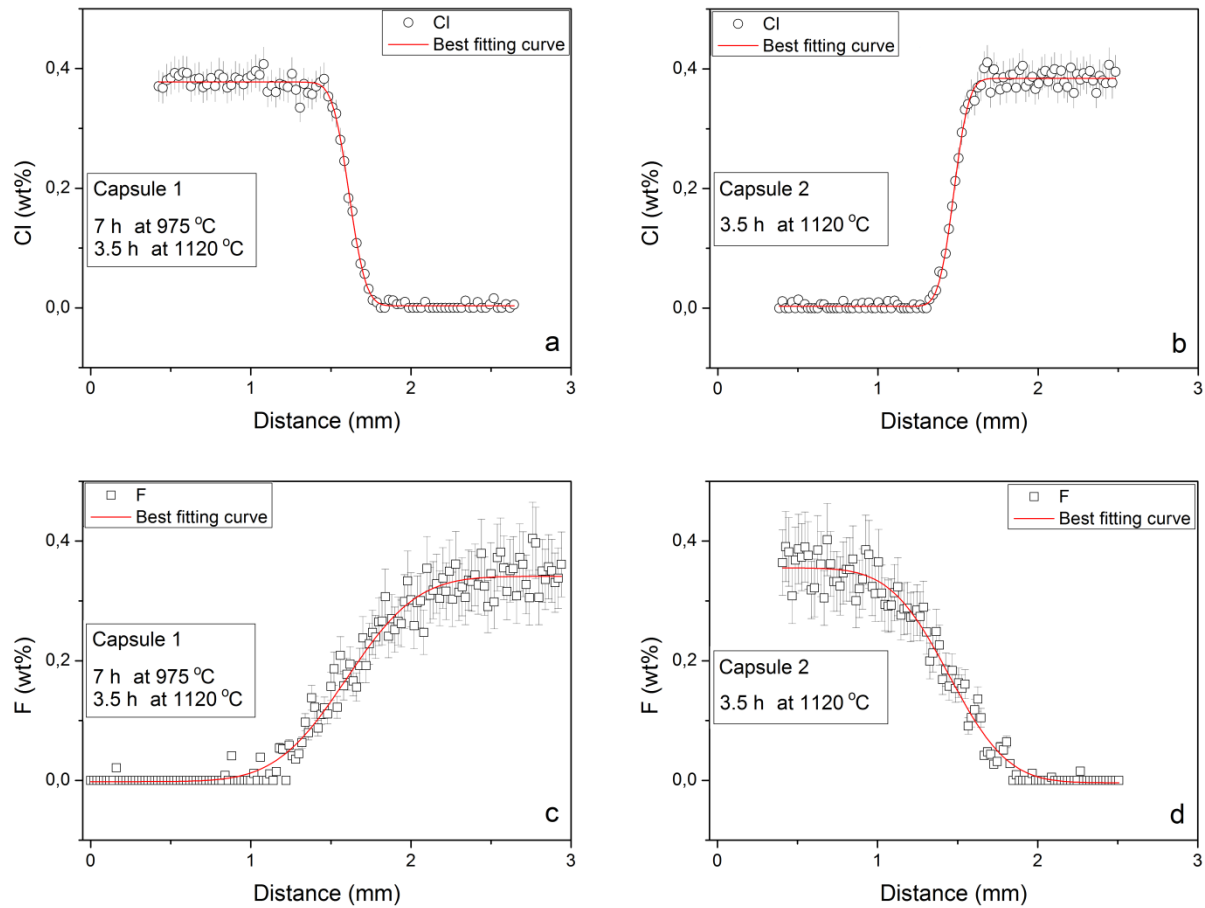 Cl
Best fitting curve
0,4
0,2
0,0
Cl (wt%)
Capsule 1
7 h at 975 °C
3.5 h at 1120 °C
a
0 1 2 3
Distance (mm)
Cl
Best fitting curve
0,4
0,2
0,0
Cl (wt%)
Capsule 2
3.5 h at 1120 °C
b
0 1 2 3
Distance (mm)
F
Best fitting curve
0,4
0,2
0,0
F (wt%)
Capsule 1
7 h at 975 °C
3.5 h at 1120 °C
c
0 1 2 3
Distance (mm)
F
Best fitting curve
0,4
0,2
0,0
F (wt%)
Capsule 2
3.5 h at 1120 °C
d
0 1 2 3
Distance (mm)